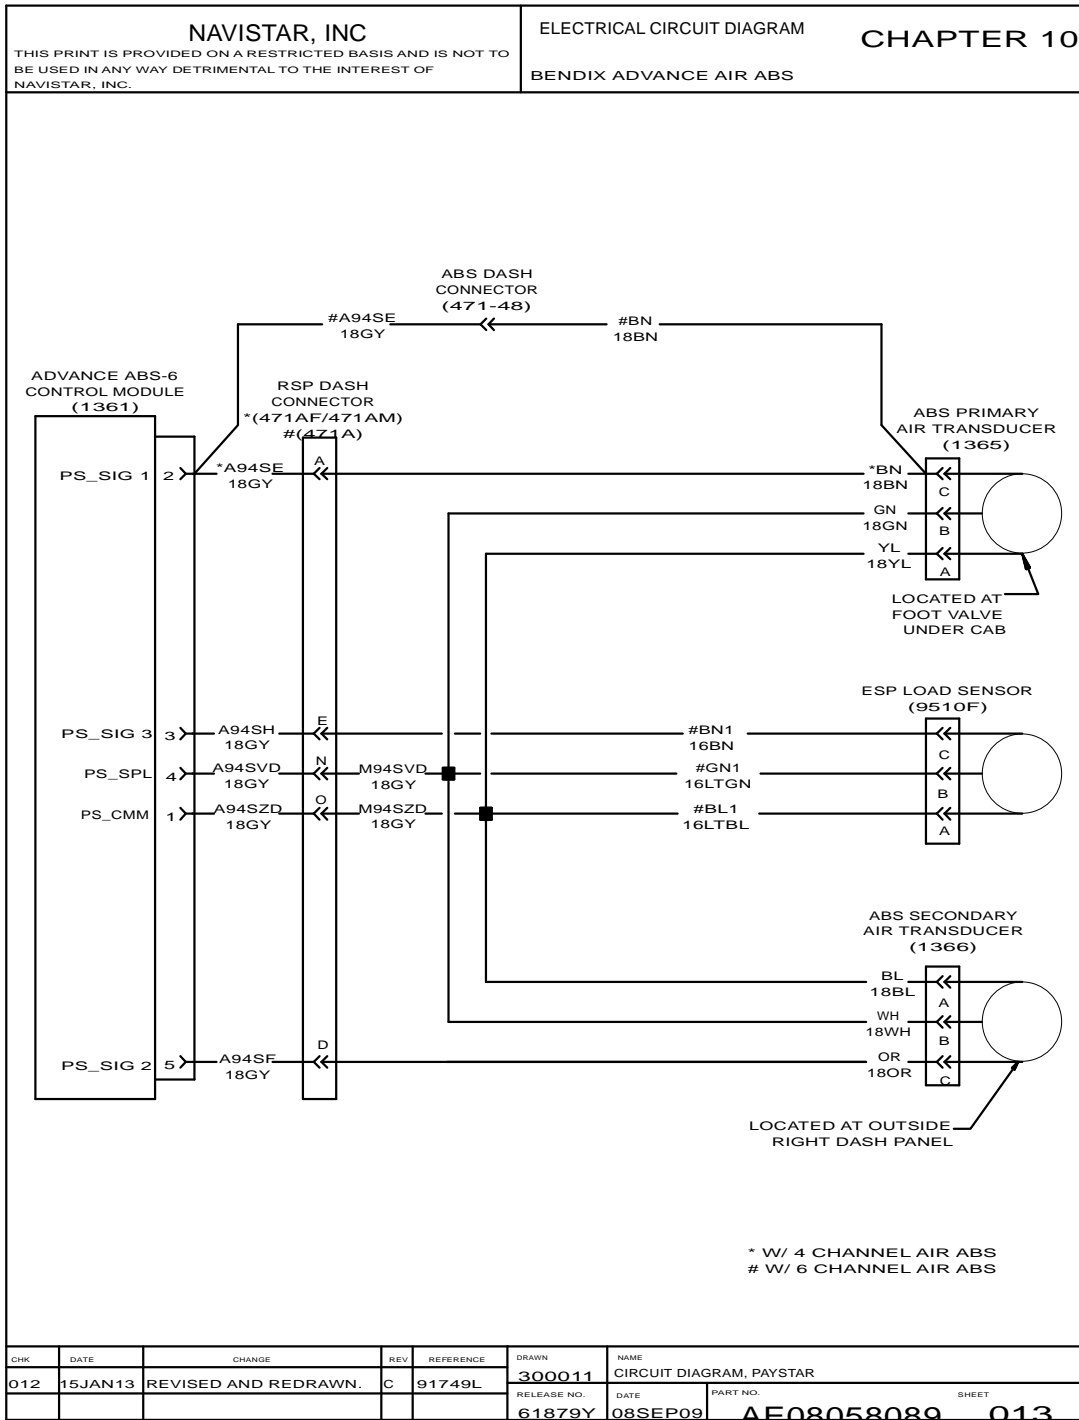 NAVISTAR, INC
THIS PRINT IS PROVIDED ON A RESTRICTED BASIS AND IS NOT TO
BE USED IN ANY WAY DETRIMENTAL TO THE INTEREST OF
NAVISTAR, INC.
ELECTRICAL CIRCUIT DIAGRAM
BENDIX ADVANCE AIR ABS
CHAPTER 10
ABS DASH
CONNECTOR
(471-48)
#A94SE
18GY
#BN
18BN
ADVANCE ABS-6
CONTROL MODULE
(1361)
RSP DASH
CONNECTOR
*(471AF/471AM)
#(471A)
ABS PRIMARY
AIR TRANSDUCER
(1365)
PS_SIG 1
2
*A94SE
18GY
A
*BN
18BN
C
GN
18GN
B
YL
18YL
A
LOCATED AT
FOOT VALVE
UNDER CAB
ESP LOAD SENSOR
(9510F)
PS_SIG 3
3
A94SH
18GY
E
#BN1
16BN
C
PS_SPL
4
A94SVD
18GY
N
M94SVD
18GY
#GN1
16LTGN
B
PS_CMM
1
A94SZD
18GY
O
M94SZD
18GY
#BL1
16LTBL
A
ABS SECONDARY
AIR TRANSDUCER
(1366)
BL
18BL
A
WH
18WH
B
PS_SIG 2
5
A94SF
18GY
D
OR
18OR
C
LOCATED AT OUTSIDE
RIGHT DASH PANEL
* W/ 4 CHANNEL AIR ABS
# W/ 6 CHANNEL AIR ABS
CHK DATE CHANGE REV REFERENCE
012 15JAN13 REVISED AND REDRAWN. C 91749L
DRAWN
300011
NAME
CIRCUIT DIAGRAM, PAYSTAR
RELEASE NO.
61879Y
DATE
08SEP09
PART NO.
AE08058089
SHEET
013